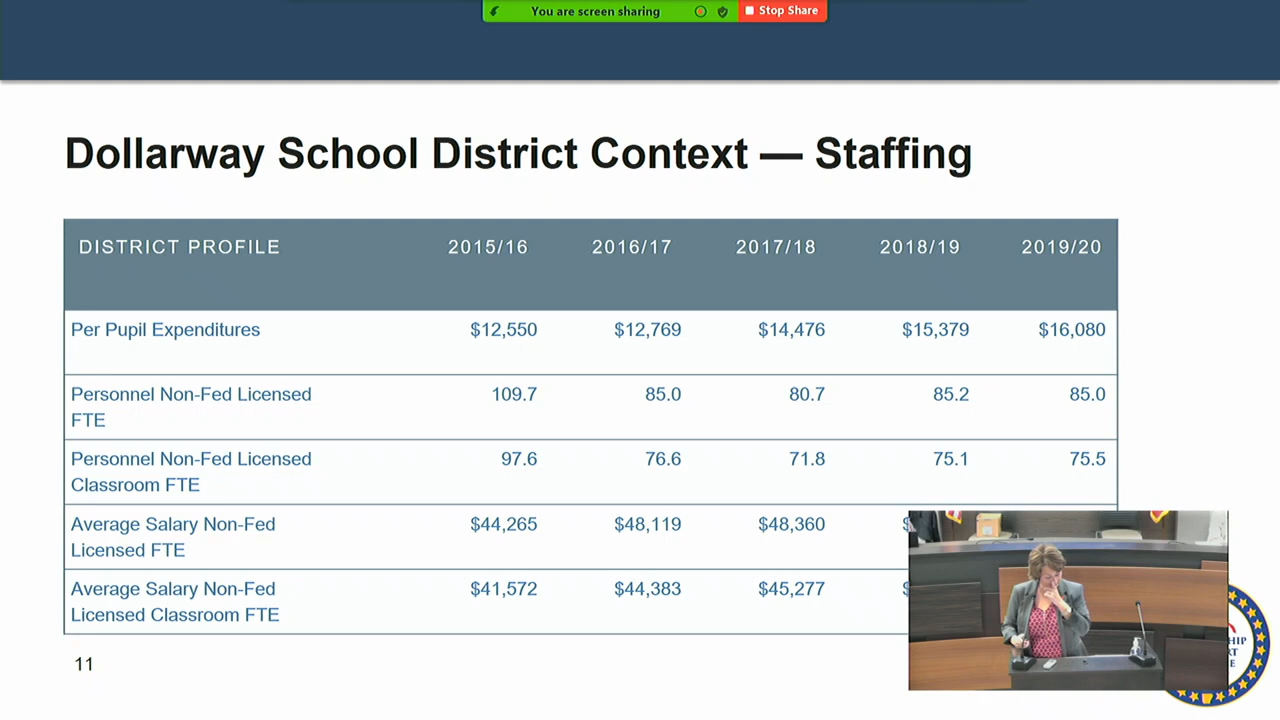 You are screen sharing
Stop Share
Dollarway School District Context — Staffing
DISTRICT PROFILE 2015/16 2016/17 2017/18 2018/19 2019/20
Per Pupil Expenditures $12,550 $12,769 $14,476 $15,379 $16,080
Personnel Non-Fed Licensed 109.7 85.0 80.7 85.2 85.0
FTE
Personnel Non-Fed Licensed 97.6 76.6 71.8 75.1 75.5
Classroom FTE
Average Salary Non-Fed $44,265 $48,119 $48,360 $
Licensed FTE
Average Salary Non-Fed $41,572 $44,383 $45,277 $
Licensed Classroom FTE
11